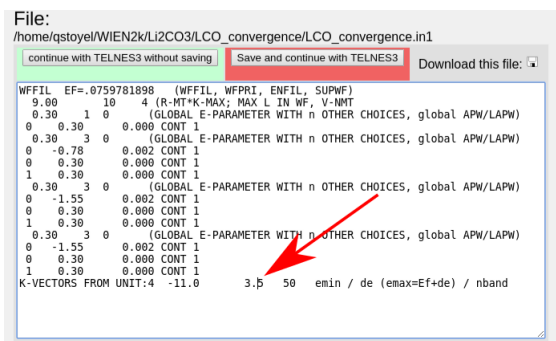 File:
/home/qstoyel/WIEN2k/Li2CO3/LCO_convergence/LCO_convergence.in1
continue with TELNES3 without saving Save and continue with TELNES3 Download this file:
WFFIL EF=.0759781898 (WFFIL, WFPRI, ENFIL, SUPWF)
9.00 10 4 (R-MT*K-MAX; MAX L IN WF, V-NMT
0.30 1 0 (GLOBAL E-PARAMETER WITH n OTHER CHOICES, global APW/LAPW)
0 0.30 0.000 CONT 1
0.30 3 0 (GLOBAL E-PARAMETER WITH n OTHER CHOICES, global APW/LAPW)
0 -0.78 0.002 CONT 1
0 0.30 0.000 CONT 1
1 0.30 0.000 CONT 1
0.30 3 0 (GLOBAL E-PARAMETER WITH n OTHER CHOICES, global APW/LAPW)
0 -1.55 0.002 CONT 1
0 0.30 0.000 CONT 1
1 0.30 0.000 CONT 1
0.30 3 0 (GLOBAL E-PARAMETER WITH n OTHER CHOICES, global APW/LAPW)
0 -1.55 0.002 CONT 1
0 0.30 0.000 CONT 1
1 0.30 0.000 CONT 1
K-VECTORS FROM UNIT:4 -11.0 3.5 50 emin / de (emax=Ef+de) / nband